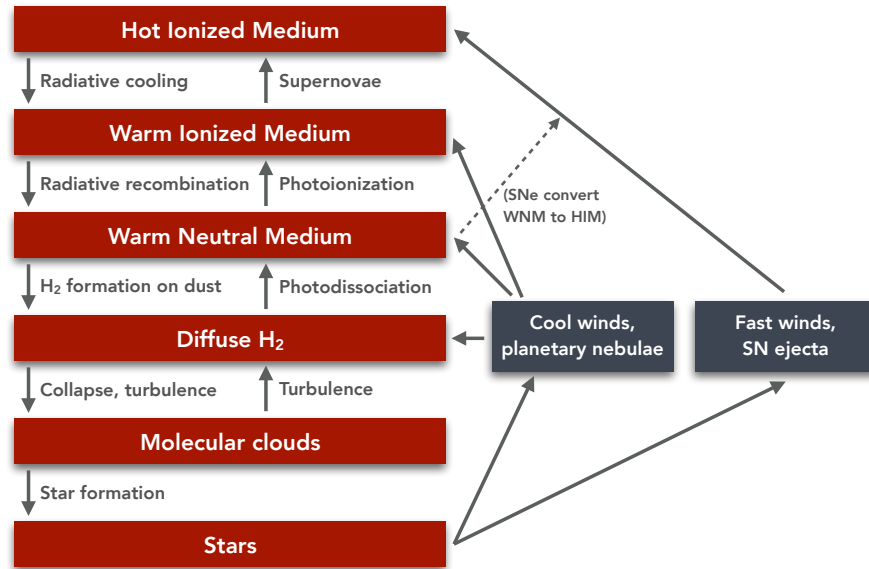 Hot Ionized Medium
Radiative cooling
Supernovae
Warm Ionized Medium
Radiative recombination
Photoionization
(SNe convert
WNM to HIM)
Warm Neutral Medium
H₂ formation on dust
Photodissociation
Cool winds,
planetary nebulae
Fast winds,
SN ejecta
Diffuse H₂
Collapse, turbulence
Turbulence
Molecular clouds
Star formation
Stars